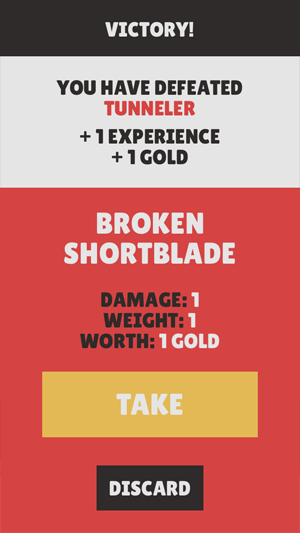 VICTORY!
YOU HAVE DEFEATED
TUNNELER
+ 1 EXPERIENCE
+ 1 GOLD
BROKEN
SHORTBLADE
DAMAGE: 1
WEIGHT: 1
WORTH: 1 GOLD
TAKE
DISCARD